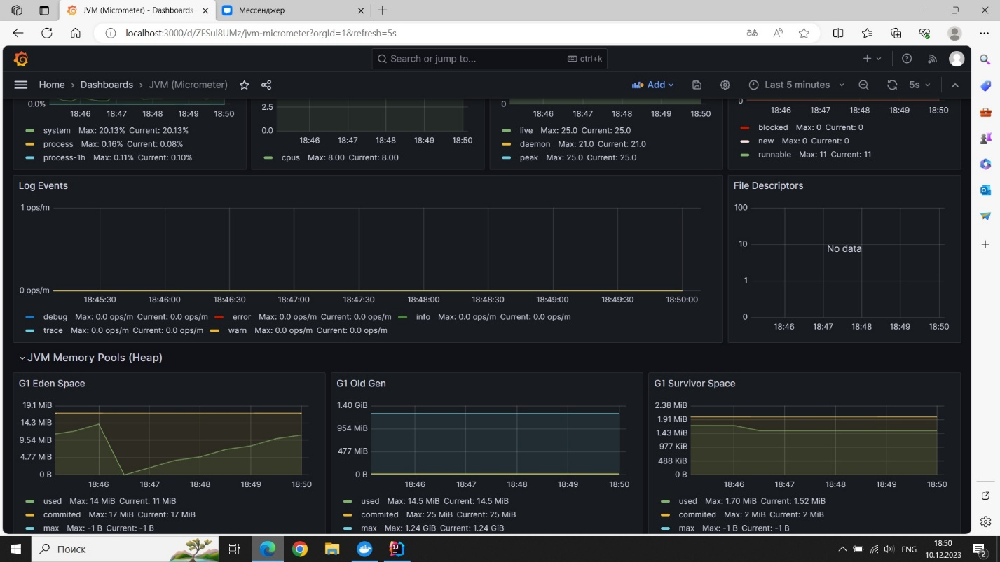 JVM (Micrometer) - Dashboards
Мессенджер
localhost:3000/d/ZFSul8UMz/jvm-micrometer?orgId=1&refresh=5s
Search or jump to... ctrl+k
Home › Dashboards › JVM (Micrometer) Add Last 5 minutes 5s
0.0%
18:46 18:47 18:48 18:49 18:50
system Max: 20.13% Current: 20.13%
process Max: 0.16% Current: 0.08%
process-1h Max: 0.11% Current: 0.10%
2.5
0.0
18:46 18:47 18:48 18:49 18:50
cpus Max: 8.00 Current: 8.00
0
18:46 18:47 18:48 18:49 18:50
live Max: 25.0 Current: 25.0
daemon Max: 21.0 Current: 21.0
peak Max: 25.0 Current: 25.0
0
18:46 18:47 18:48 18:49 18:50
blocked Max: 0 Current: 0
new Max: 0 Current: 0
runnable Max: 11 Current: 11
Log Events
1 ops/m
0 ops/m
18:45:30 18:46:00 18:46:30 18:47:00 18:47:30 18:48:00 18:48:30 18:49:00 18:49:30 18:50:00
debug Max: 0.0 ops/m Current: 0.0 ops/m error Max: 0.0 ops/m Current: 0.0 ops/m info Max: 0.0 ops/m Current: 0.0 ops/m
trace Max: 0.0 ops/m Current: 0.0 ops/m warn Max: 0.0 ops/m Current: 0.0 ops/m
File Descriptors
100
10
1
0
No data
18:46 18:47 18:48 18:49 18:50
JVM Memory Pools (Heap)
G1 Eden Space
19.1 MiB
14.3 MiB
9.54 MiB
4.77 MiB
0 B
18:46 18:47 18:48 18:49 18:50
used Max: 14 MiB Current: 11 MiB
commited Max: 17 MiB Current: 17 MiB
max Max: -1 B Current: -1 B
G1 Old Gen
1.40 GiB
954 MiB
477 MiB
0 B
18:46 18:47 18:48 18:49 18:50
used Max: 14.5 MiB Current: 14.5 MiB
commited Max: 25 MiB Current: 25 MiB
max Max: 1.24 GiB Current: 1.24 GiB
G1 Survivor Space
2.38 MiB
1.91 MiB
1.43 MiB
977 KiB
488 KiB
0 B
18:46 18:47 18:48 18:49 18:50
used Max: 1.70 MiB Current: 1.52 MiB
commited Max: 2 MiB Current: 2 MiB
max Max: -1 B Current: -1 B
Поиск
ENG
18:50
10.12.2023
2